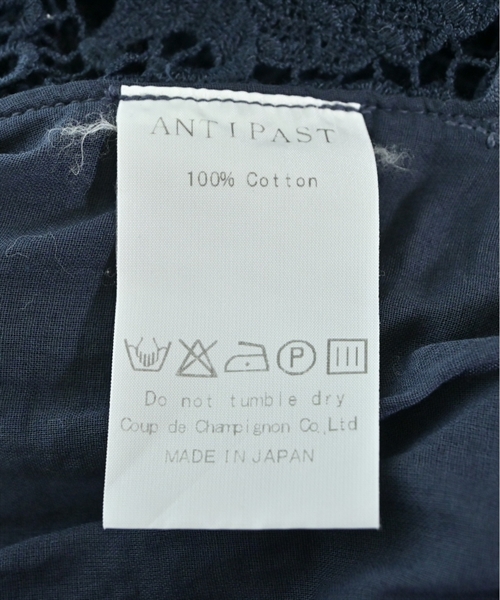 ANTIPAST
100% Cotton
P
Do not tumble dry
Coup de Champignon Co.,Ltd
MADE IN JAPAN